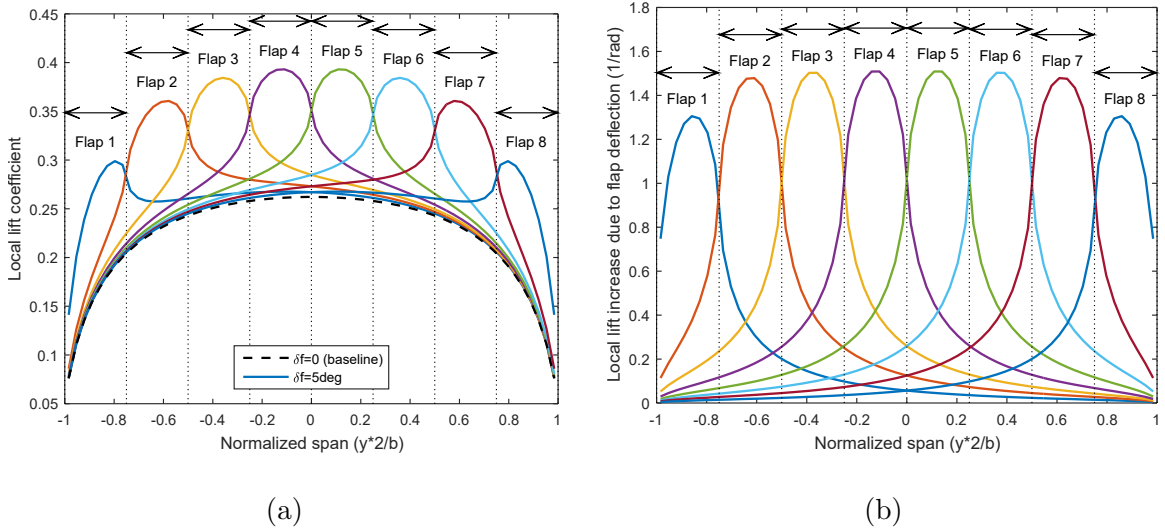 Flap 1
Flap 2
Flap 3
Flap 4
Flap 5
Flap 6
Flap 7
Flap 8
Local lift coefficient
0.45
0.4
0.35
0.3
0.25
0.2
0.15
0.1
0.05
δf=0 (baseline)
δf=5deg
-1 -0.8 -0.6 -0.4 -0.2 0 0.2 0.4 0.6 0.8 1
Normalized span (y*2/b)
(a)
Flap 1
Flap 2
Flap 3
Flap 4
Flap 5
Flap 6
Flap 7
Flap 8
Local lift increase due to flap deflection (1/rad)
1.8
1.6
1.4
1.2
1
0.8
0.6
0.4
0.2
0
-1 -0.8 -0.6 -0.4 -0.2 0 0.2 0.4 0.6 0.8 1
Normalized span (y*2/b)
(b)